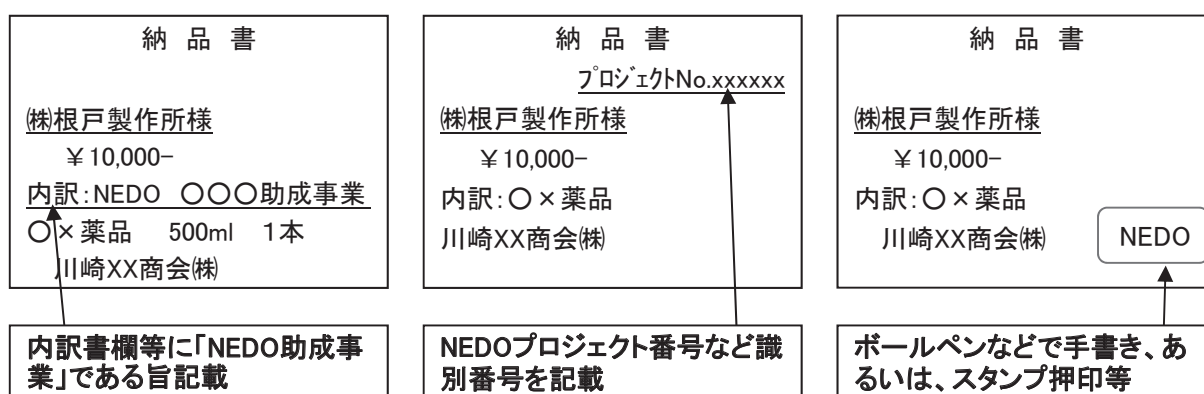 納 品 書
㈱根戸製作所様
¥10,000-
内訳：NEDO ○○○助成事業
○×薬品 500ml 1本
川崎XX商会㈱
内訳書欄等に「NEDO助成事
業」である旨記載
納 品 書
プロジェクトNo.xxxxxx
㈱根戸製作所様
¥10,000-
内訳：○×薬品
川崎XX商会㈱
NEDOプロジェクト番号など識
別番号を記載
納 品 書
㈱根戸製作所様
¥10,000-
内訳：○×薬品
川崎XX商会㈱
NEDO
ボールペンなどで手書き、あ
るいは、スタンプ押印等